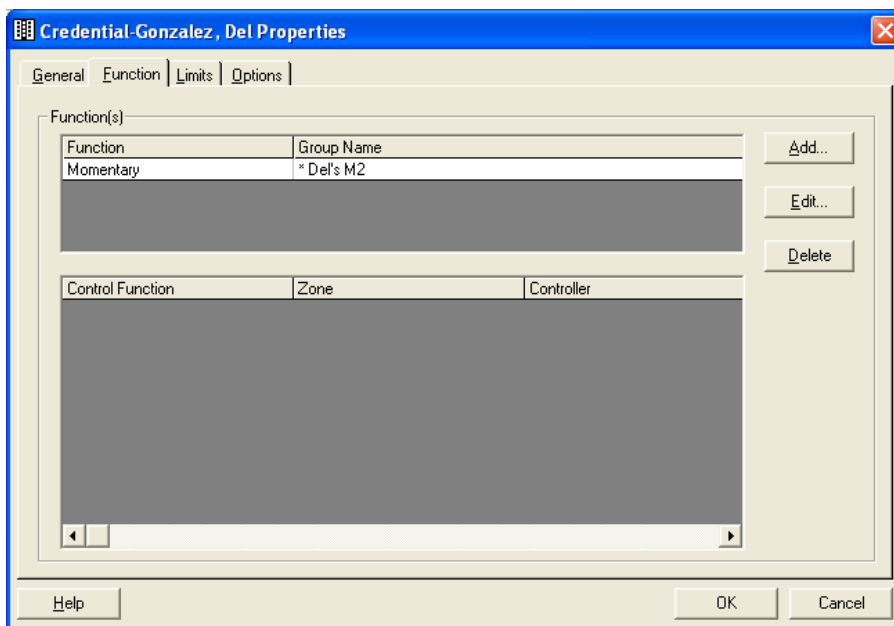 Credential-Gonzalez, Del Properties
General Function Limits Options
Function(s)
Function Group Name
Momentary * Del's M2
Add...
Edit...
Delete
Control Function Zone Controller
Help OK Cancel